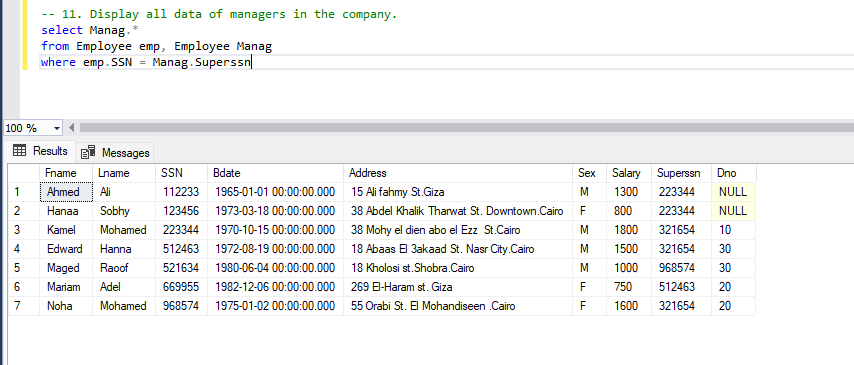 -- 11. Display all data of managers in the company.
select Manag.*
from Employee emp, Employee Manag
where emp.SSN = Manag.Superssn
100 %
Results Messages
Fname Lname SSN Bdate Address Sex Salary Superssn Dno
1 Ahmed Ali 112233 1965-01-01 00:00:00.000 15 Ali fahmy St.Giza M 1300 223344 NULL
2 Hanaa Sobhy 123456 1973-03-18 00:00:00.000 38 Abdel Khalik Tharwat St. Downtown.Cairo F 800 223344 NULL
3 Kamel Mohamed 223344 1970-10-15 00:00:00.000 38 Mohy el dien abo el Ezz St.Cairo M 1800 321654 10
4 Edward Hanna 512463 1972-08-19 00:00:00.000 18 Abaas El 3akaad St. Nasr City.Cairo M 1500 321654 30
5 Maged Raoof 521634 1980-06-04 00:00:00.000 18 Kholosi st.Shobra.Cairo M 1000 968574 30
6 Mariam Adel 669955 1982-12-06 00:00:00.000 269 El-Haram st. Giza F 750 512463 20
7 Noha Mohamed 968574 1975-01-02 00:00:00.000 55 Orabi St. El Mohandiseen .Cairo F 1600 321654 20